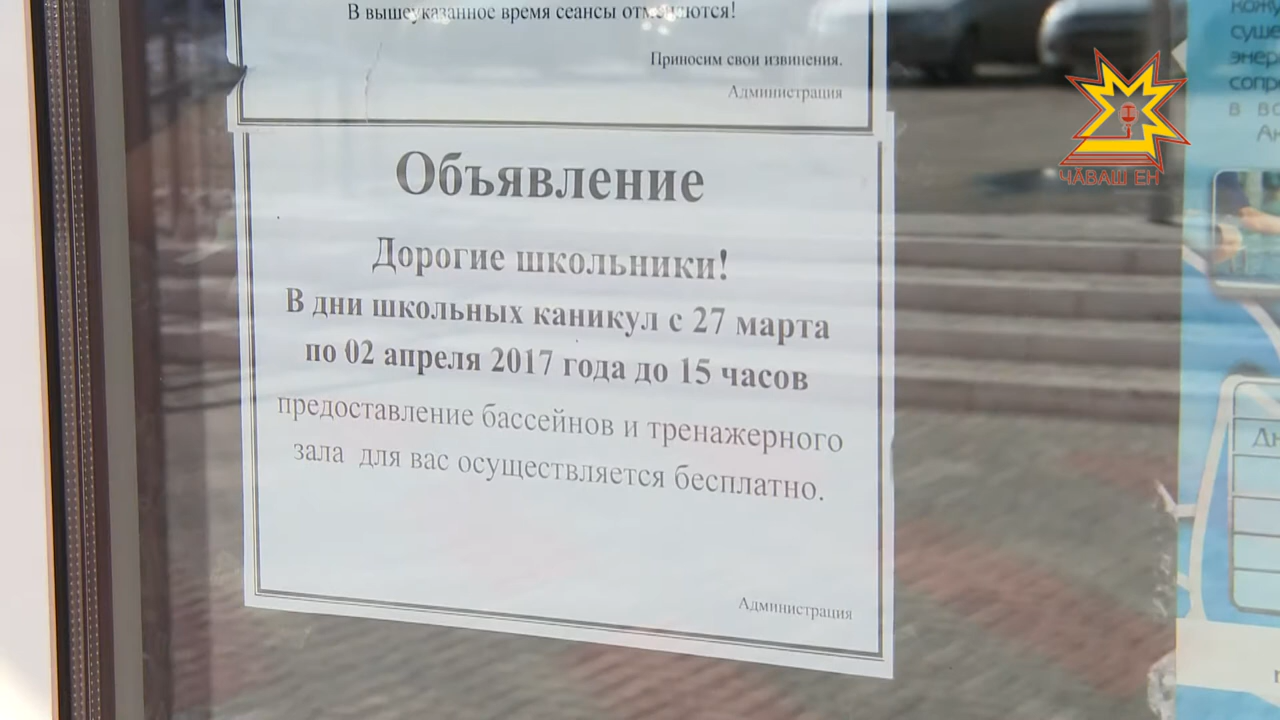 В вышеуказанное время сеансы отменяются!
Приносим свои извинения.
Администрация
Объявление
Дорогие школьники!
В дни школьных каникул с 27 марта
по 02 апреля 2017 года до 15 часов
предоставление бассейнов и тренажерного
зала для вас осуществляется бесплатно.
Администрация
ЧӐВАШ ЕН